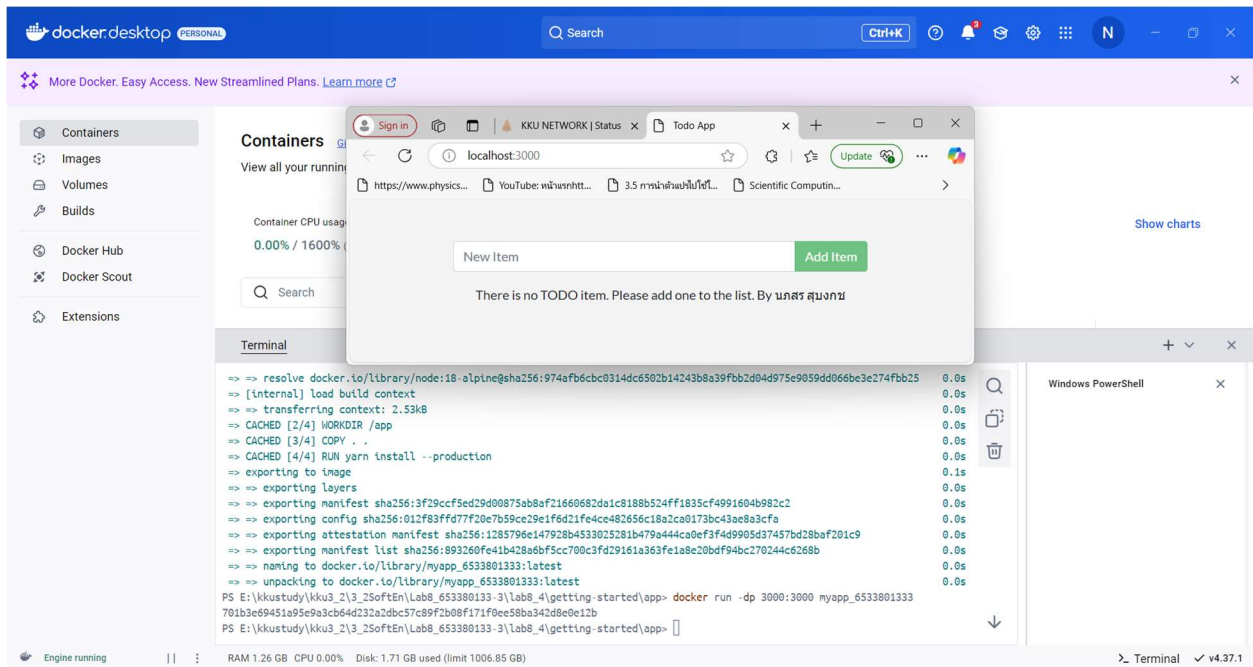 docker desktop PERSONAL
Search
Ctrl+K
3
N
More Docker. Easy Access. New Streamlined Plans. Learn more
Containers
Images
Volumes
Builds
Docker Hub
Docker Scout
Extensions
Containers
View all your running
Container CPU usag
0.00% / 1600%
Search
Show charts
Sign in
KKU NETWORK | Status
Todo App
localhost:3000
Update
https://www.physics...
YouTube: หน้าแรกhtt...
3.5 การนำตัวแปรไปใช้ใ...
Scientific Computin...
New Item
Add Item
There is no TODO item. Please add one to the list. By นภสร สุบงกช
Terminal
=> => resolve docker.io/library/node:18-alpine@sha256:974afb6cbc0314dc6502b14243b8a39fbb2d04d975e9059dd066be3e274fbb25 0.0s
=> [internal] load build context 0.0s
=> => transferring context: 2.53kB 0.0s
=> CACHED [2/4] WORKDIR /app 0.0s
=> CACHED [3/4] COPY . . 0.0s
=> CACHED [4/4] RUN yarn install --production 0.0s
=> exporting to image 0.1s
=> => exporting layers 0.0s
=> => exporting manifest sha256:3f29ccf5ed29d00875ab8af21660682da1c8188b524ff1835cf4991604b982c2 0.0s
=> => exporting config sha256:012f83ffd77f20e7b59ce29e1f6d21fe4ce482656c18a2ca0173bc43ae8a3cfa 0.0s
=> => exporting attestation manifest sha256:1285796e147928b4533025281b479a444ca0ef3f4d9905d37457bd28baf201c9 0.0s
=> => exporting manifest list sha256:893260fe41b428a6bf5cc700c3fd29161a363fe1a8e20bdf94bc270244c6268b 0.0s
=> => naming to docker.io/library/myapp_6533801333:latest 0.0s
=> => unpacking to docker.io/library/myapp_6533801333:latest 0.0s
PS E:\kkustudy\kku3_2\3_2SoftEn\Lab8_653380133-3\lab8_4\getting-started\app> docker run -dp 3000:3000 myapp_6533801333
701b3e69451a95e9a3cb64d232a2dbc57c89f2b08f171f0ee58ba342d8e0e12b
PS E:\kkustudy\kku3_2\3_2SoftEn\Lab8_653380133-3\lab8_4\getting-started\app>
Windows PowerShell
Engine running
RAM 1.26 GB CPU 0.00% Disk: 1.71 GB used (limit 1006.85 GB)
Terminal
v4.37.1